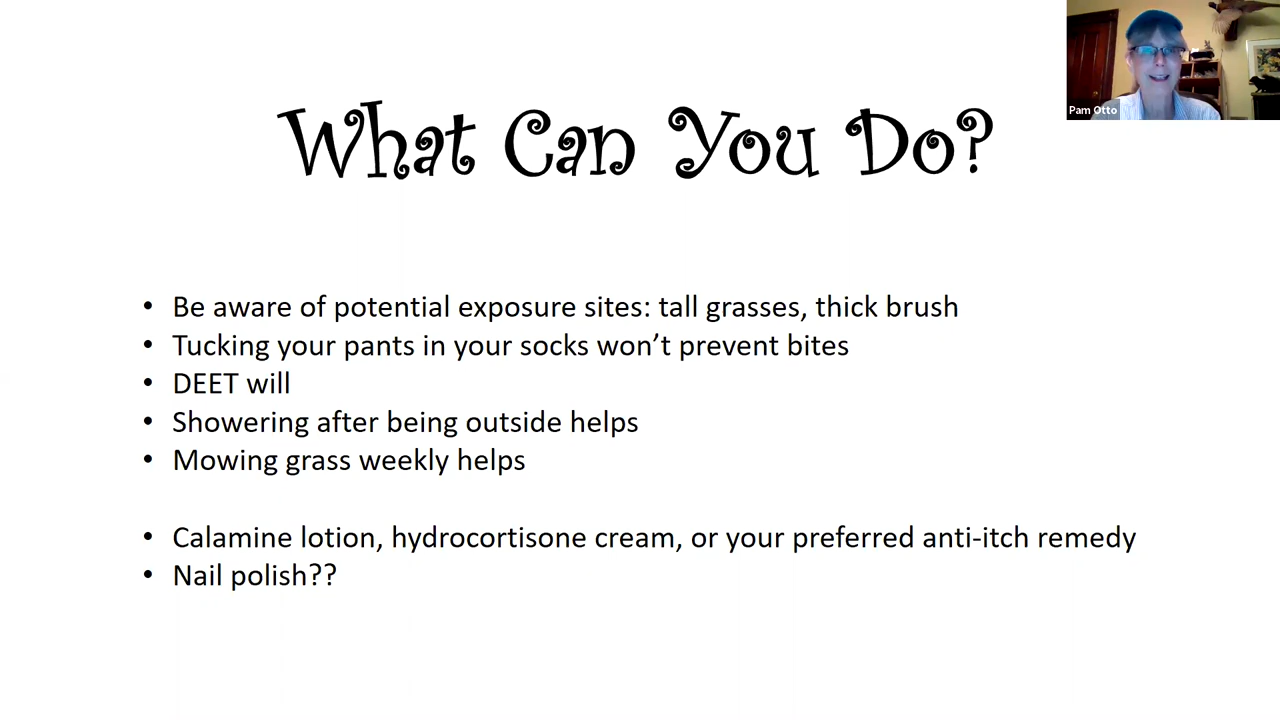 What Can You Do?
Pam Otto
• Be aware of potential exposure sites: tall grasses, thick brush
• Tucking your pants in your socks won’t prevent bites
• DEET will
• Showering after being outside helps
• Mowing grass weekly helps
• Calamine lotion, hydrocortisone cream, or your preferred anti-itch remedy
• Nail polish??